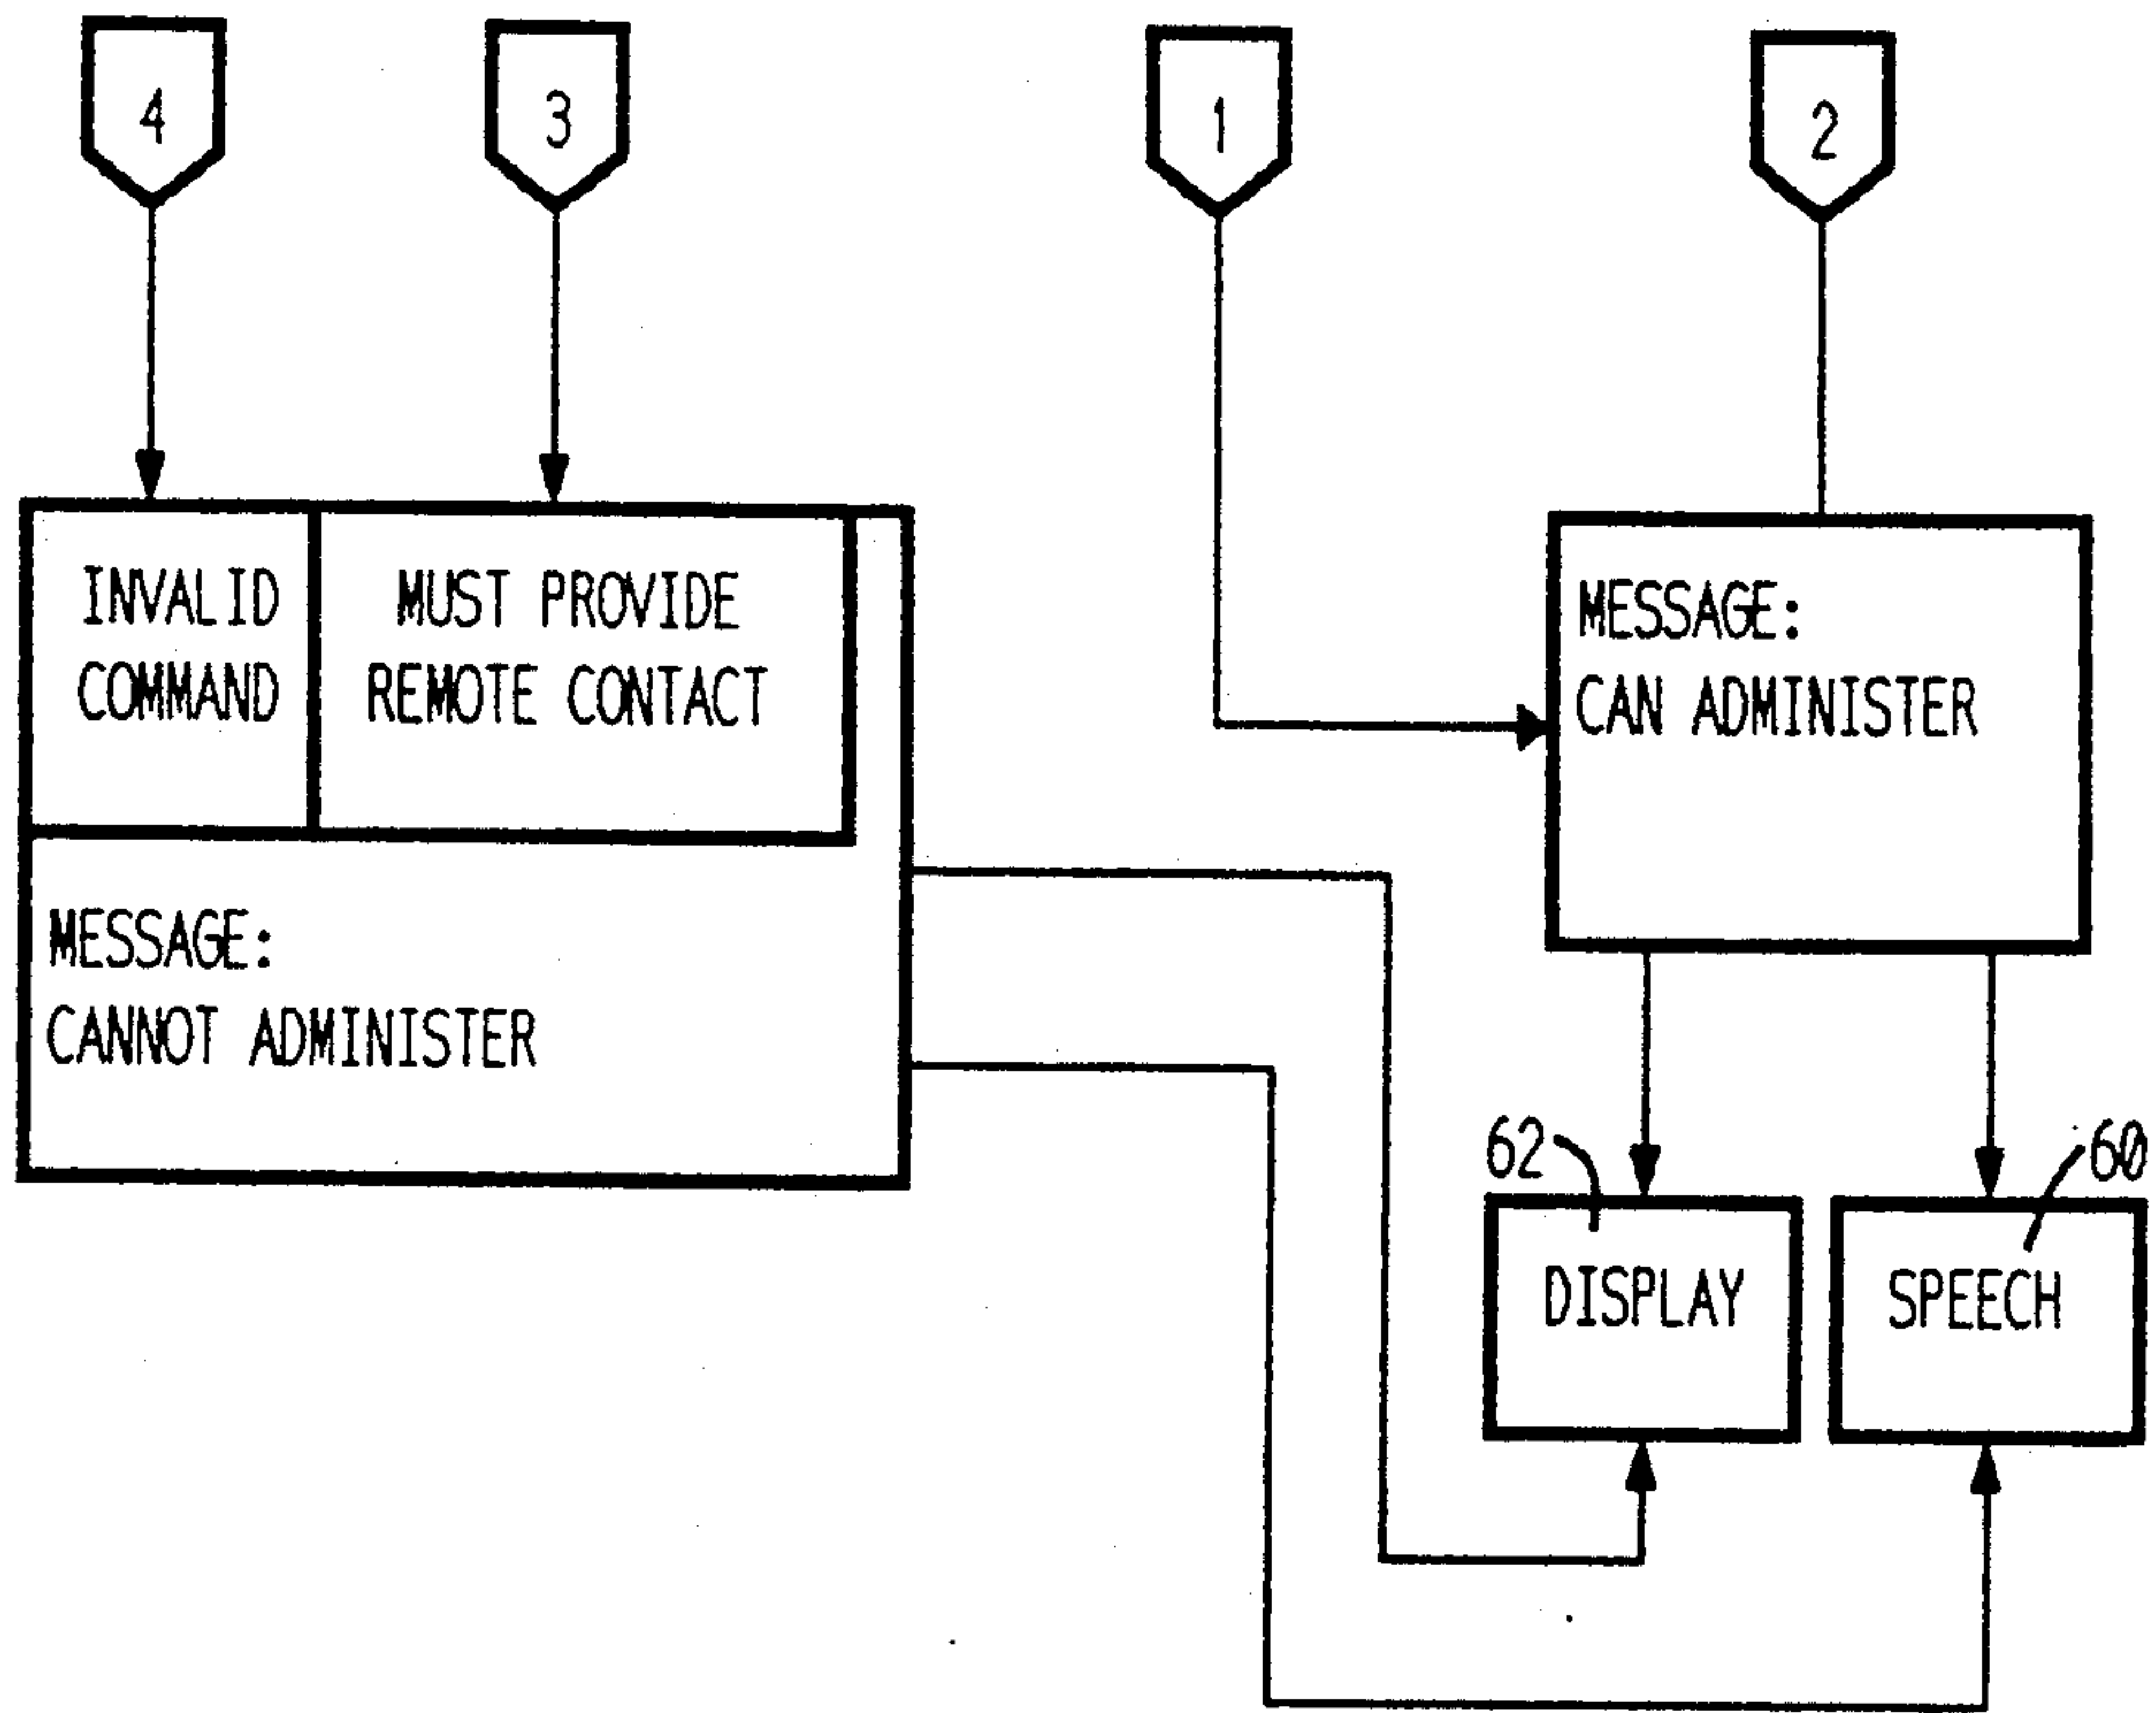 4
3
1
2
INVALID
COMMAND
MUST PROVIDE
REMOTE CONTACT
MESSAGE:
CANNOT ADMINISTER
MESSAGE:
CAN ADMINISTER
62
60
DISPLAY
SPEECH